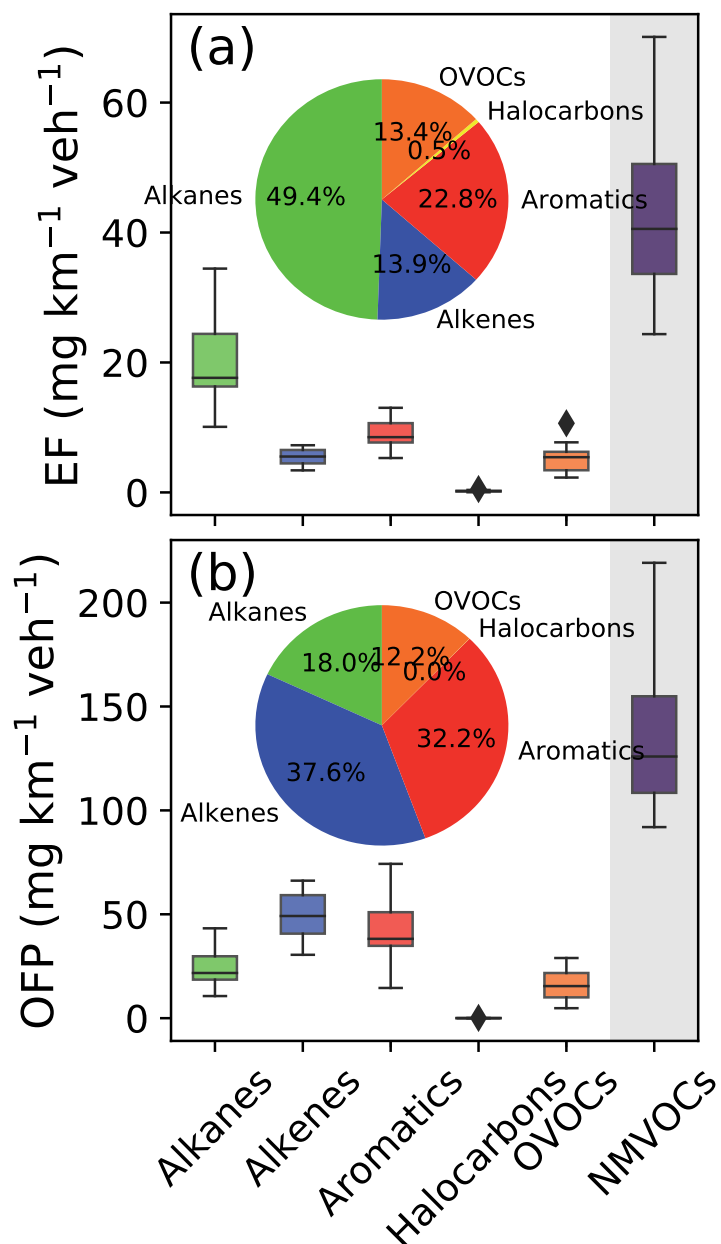 (a)
EF (mg km⁻¹ veh⁻¹)
60
40
20
0
OVOCs
Halocarbons
13.4%
0.5%
Alkanes
49.4%
22.8%
Aromatics
13.9%
Alkenes
(b)
OFP (mg km⁻¹ veh⁻¹)
200
150
100
50
0
OVOCs
Alkanes
Halocarbons
18.0%
12.2%
0.0%
32.2%
Aromatics
37.6%
Alkenes
Alkanes
Alkenes
Aromatics
Halocarbons
OVOCs
NMVOCs